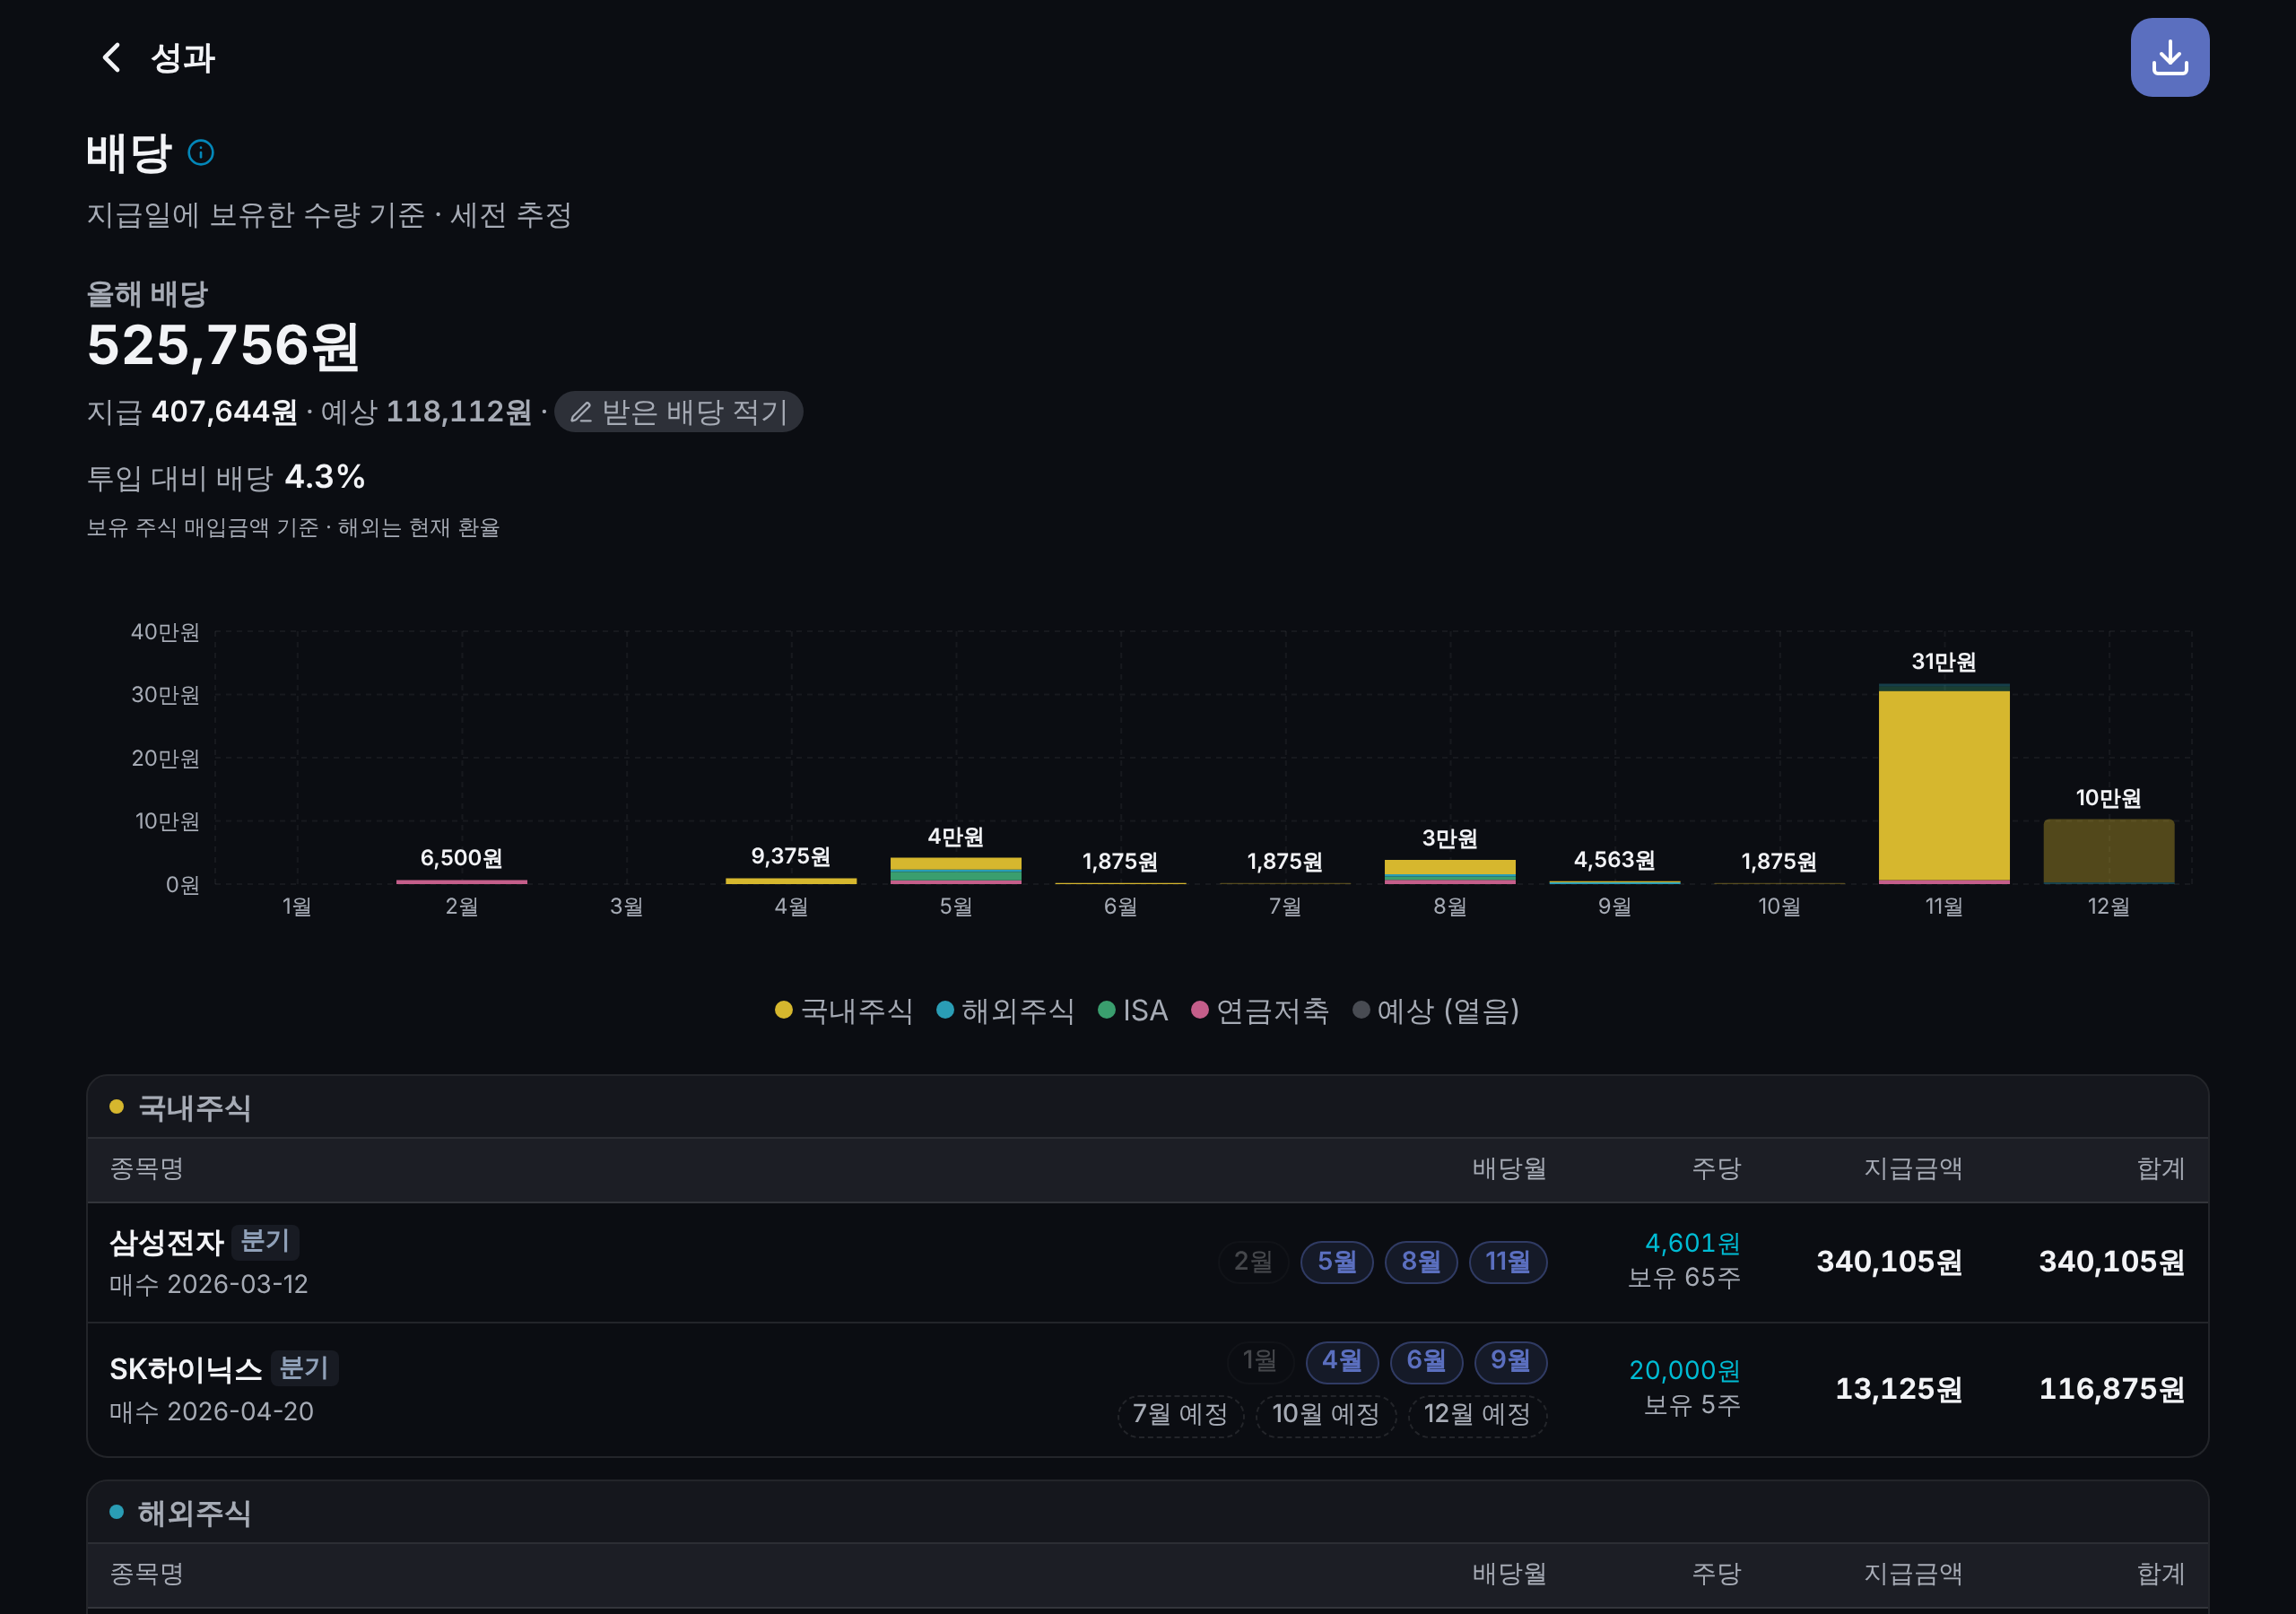 성과
배당
지급일에 보유한 수량 기준 · 세전 추정
올해 배당
525,756원
지급 407,644원 · 예상 118,112원 · 받은 배당 적기
투입 대비 배당 4.3%
보유 주식 매입금액 기준 · 해외는 현재 환율
40만원
30만원
20만원
10만원
0원
6,500원
9,375원
4만원
1,875원
1,875원
3만원
4,563원
1,875원
31만원
10만원
1월 2월 3월 4월 5월 6월 7월 8월 9월 10월 11월 12월
국내주식 해외주식 ISA 연금저축 예상 (옅음)
국내주식
종목명 배당월 주당 지급금액 합계
삼성전자 분기
매수 2026-03-12
2월 5월 8월 11월
4,601원
보유 65주
340,105원 340,105원
SK하이닉스 분기
매수 2026-04-20
1월 4월 6월 9월
7월 예정 10월 예정 12월 예정
20,000원
보유 5주
13,125원 116,875원
해외주식
종목명 배당월 주당 지급금액 합계